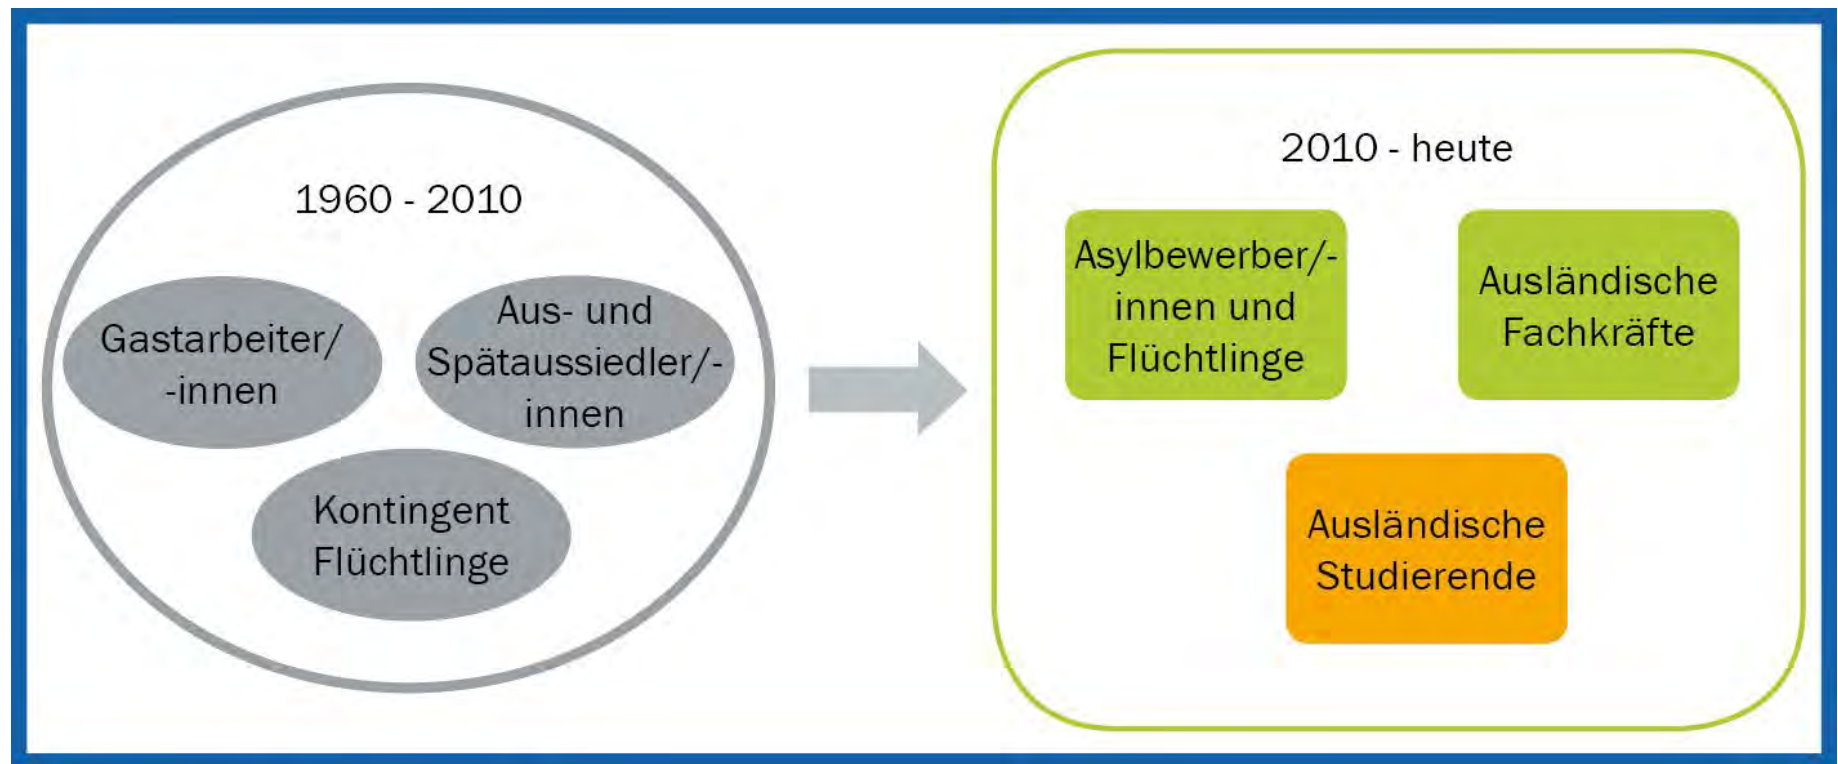 1960 - 2010
Gastarbeiter/
-innen
Aus- und
Spätaussiedler/-
innen
Kontingent
Flüchtlinge
2010 - heute
Asylbewerber/-
innen und
Flüchtlinge
Ausländische
Fachkräfte
Ausländische
Studierende